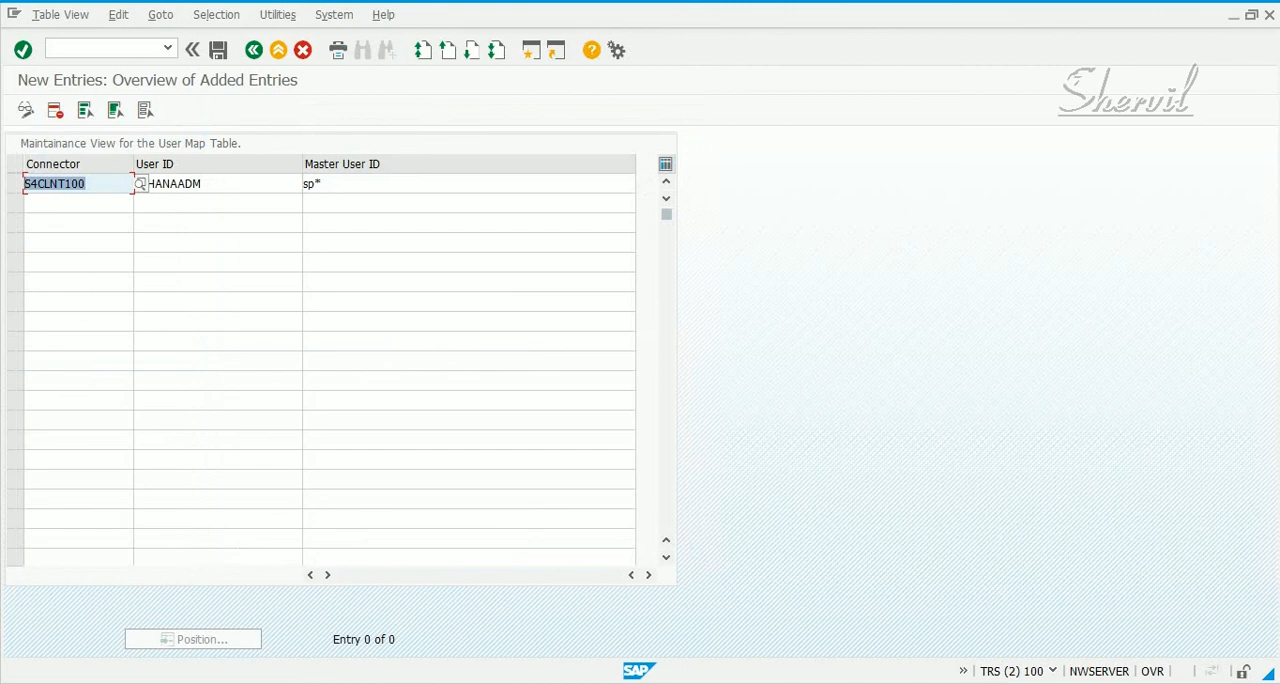 Table View Edit Goto Selection Utilities System Help
New Entries: Overview of Added Entries
Shervil
Maintainance View for the User Map Table.
Connector User ID Master User ID
S4CLNT100 HANAADM sp*
Position... Entry 0 of 0
SAP TRS (2) 100 NWSERVER OVR